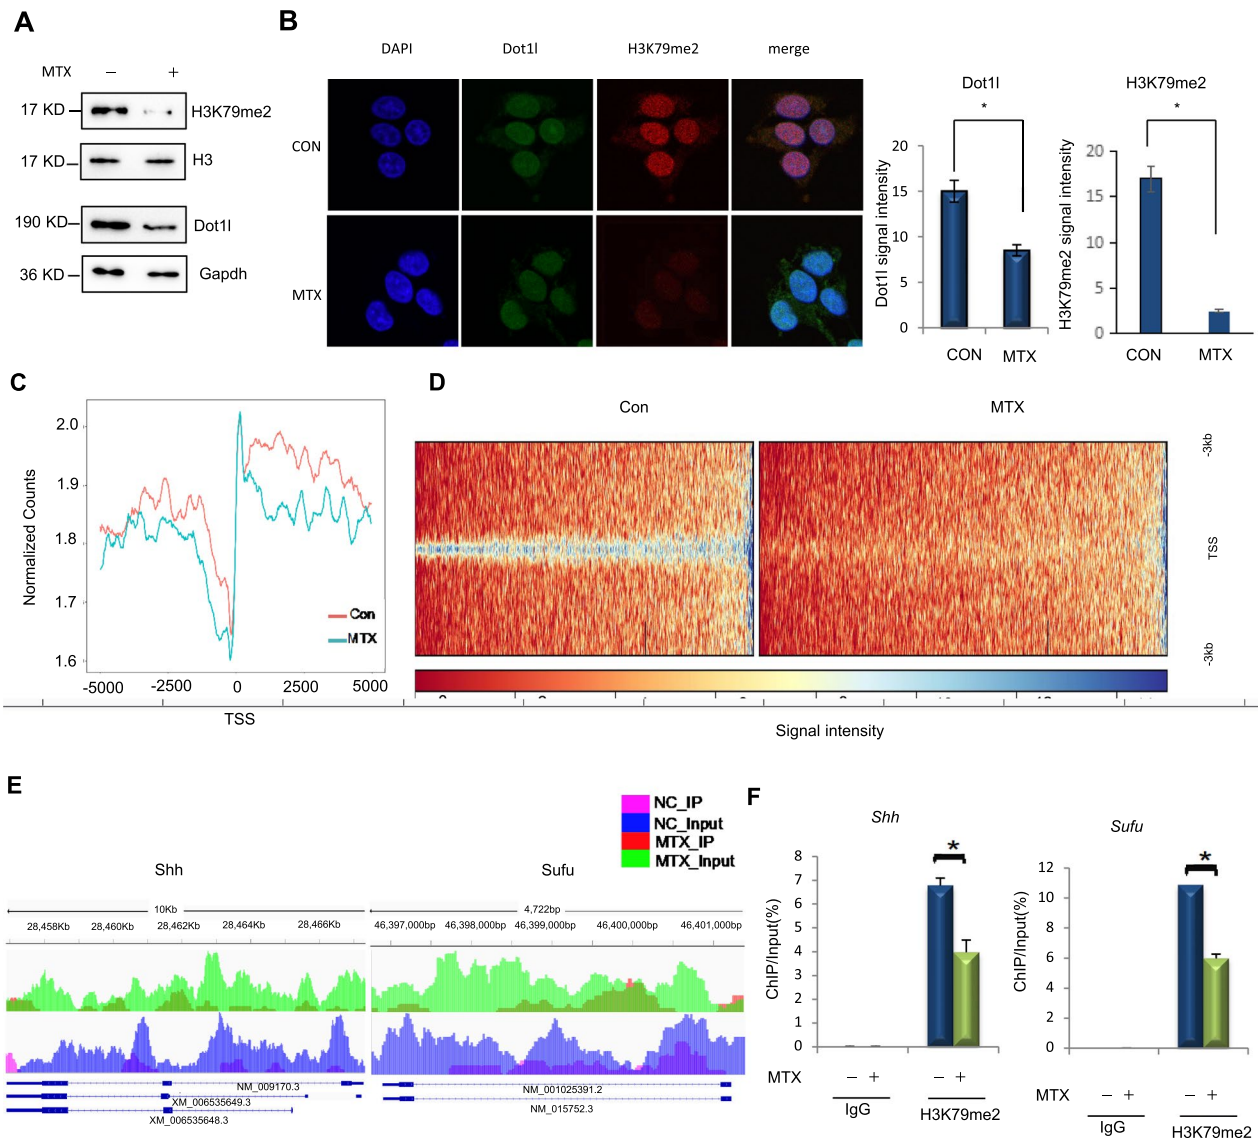 A
MTX – +
17 KD H3K79me2
17 KD H3
190 KD Dot1l
36 KD Gapdh
B
DAPI Dot1l H3K79me2 merge
CON
MTX
Dot1l
*
Dot1l signal intensity
20
15
10
5
0
CON MTX
H3K79me2
*
H3K79me2 signal intensity
20
15
10
5
0
CON MTX
C
Normalized Counts
2.0
1.9
1.8
1.7
1.6
Con
MTX
-5000 -2500 0 2500 5000
TSS
D
Con MTX
-3kb
TSS
-3kb
Signal intensity
E
NC_IP
NC_Input
MTX_IP
MTX_Input
Shh
10Kb
28,458Kb 28,460Kb 28,462Kb 28,464Kb 28,466Kb
NM_009170.3
XM_006535649.3
XM_006535648.3
Sufu
4,722bp
46,397,000bp 46,398,000bp 46,399,000bp 46,400,000bp 46,401,000bp
NM_001025391.2
NM_015752.3
F
Shh
*
ChIP/Input(%)
8
7
6
5
4
3
2
1
0
MTX – + – +
IgG H3K79me2
Sufu
*
ChIP/Input(%)
12
10
8
6
4
2
0
MTX – + – +
IgG H3K79me2